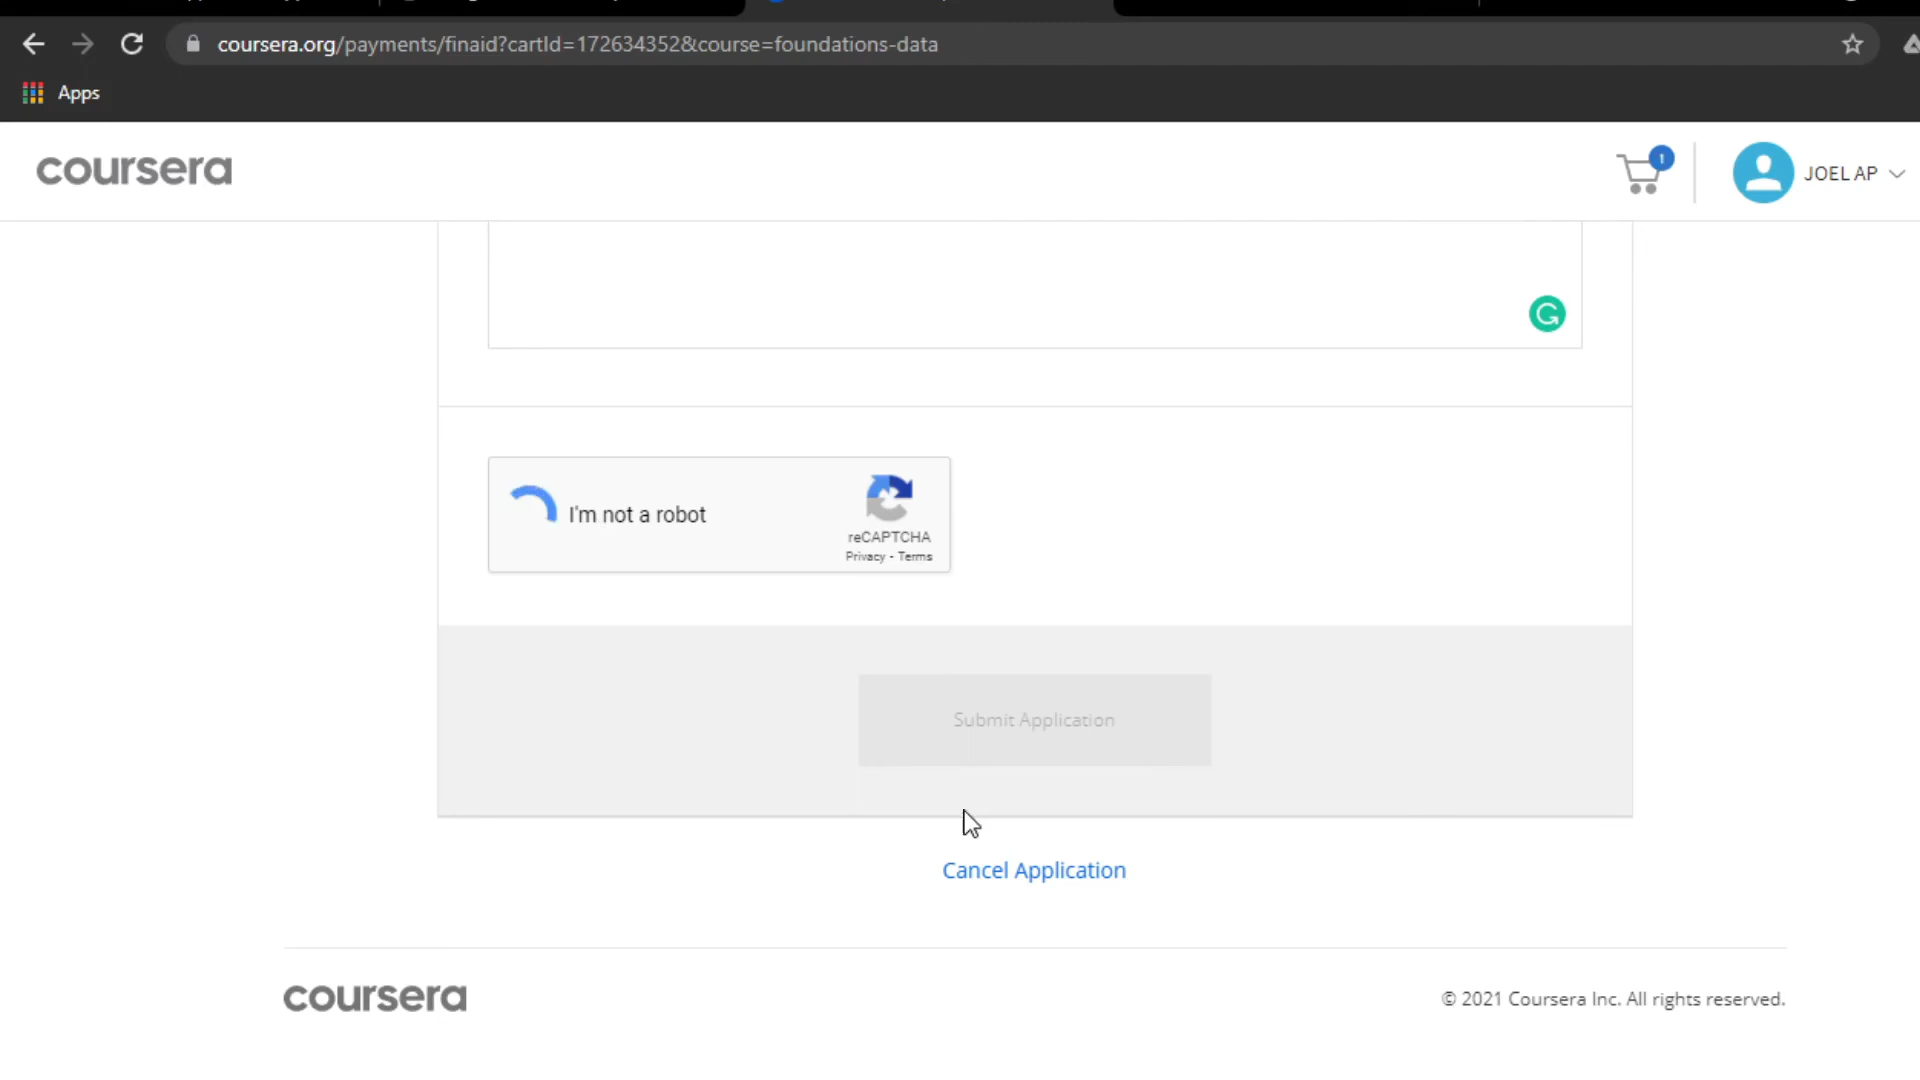 coursera.org/payments/finaid?cartId=172634352&course=foundations-data
Apps
coursera
1
JOEL AP
I'm not a robot
reCAPTCHA
Privacy - Terms
Submit Application
Cancel Application
coursera
© 2021 Coursera Inc. All rights reserved.